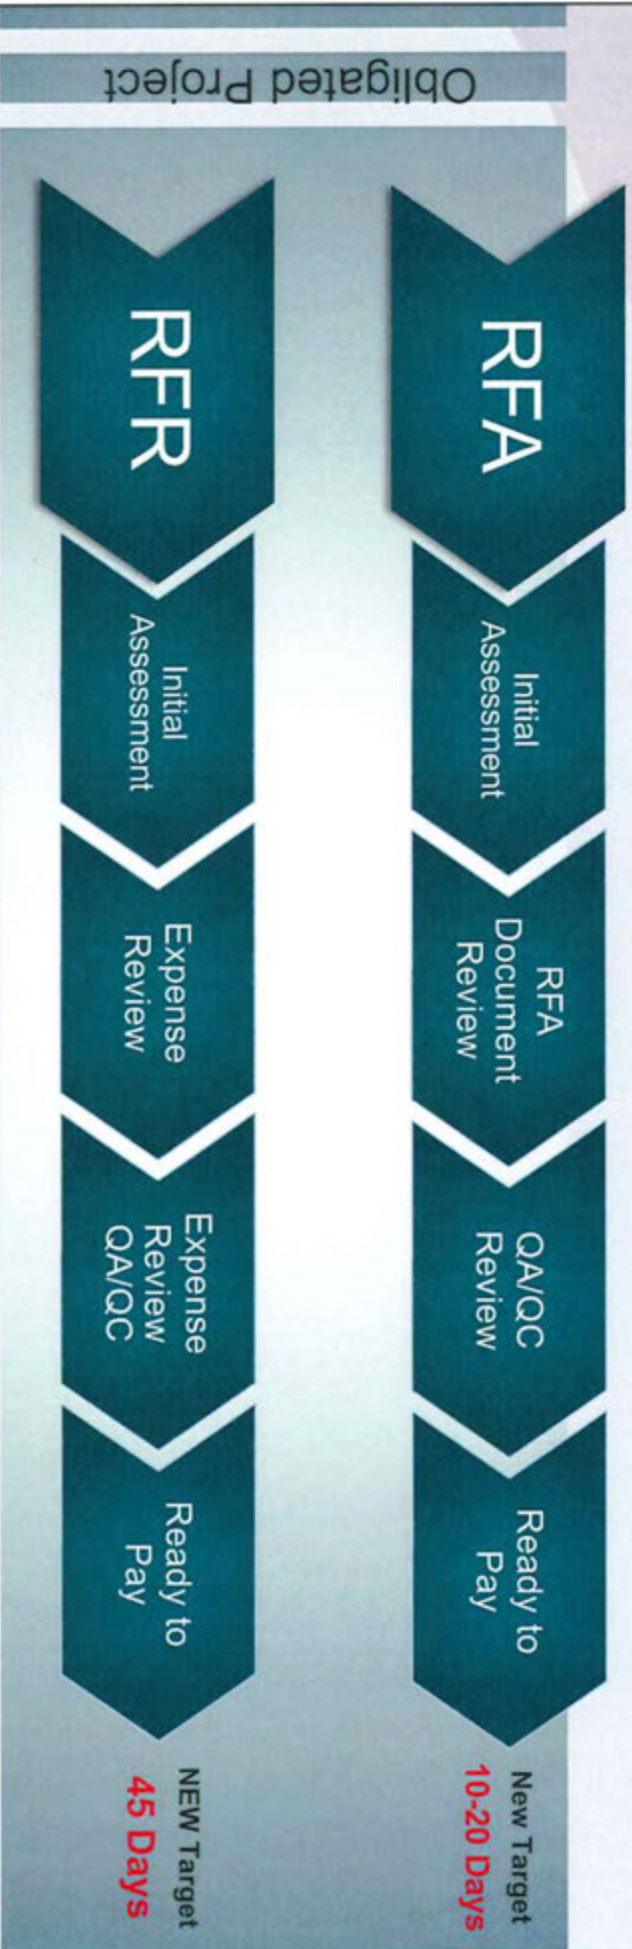 Obligated Project
RFA
Initial
Assessment
RFA
Document
Review
QA/QC
Review
Ready to
Pay
New Target
10-20 Days
RFR
Initial
Assessment
Expense
Review
Expense
Review
QA/QC
Ready to
Pay
NEW Target
45 Days